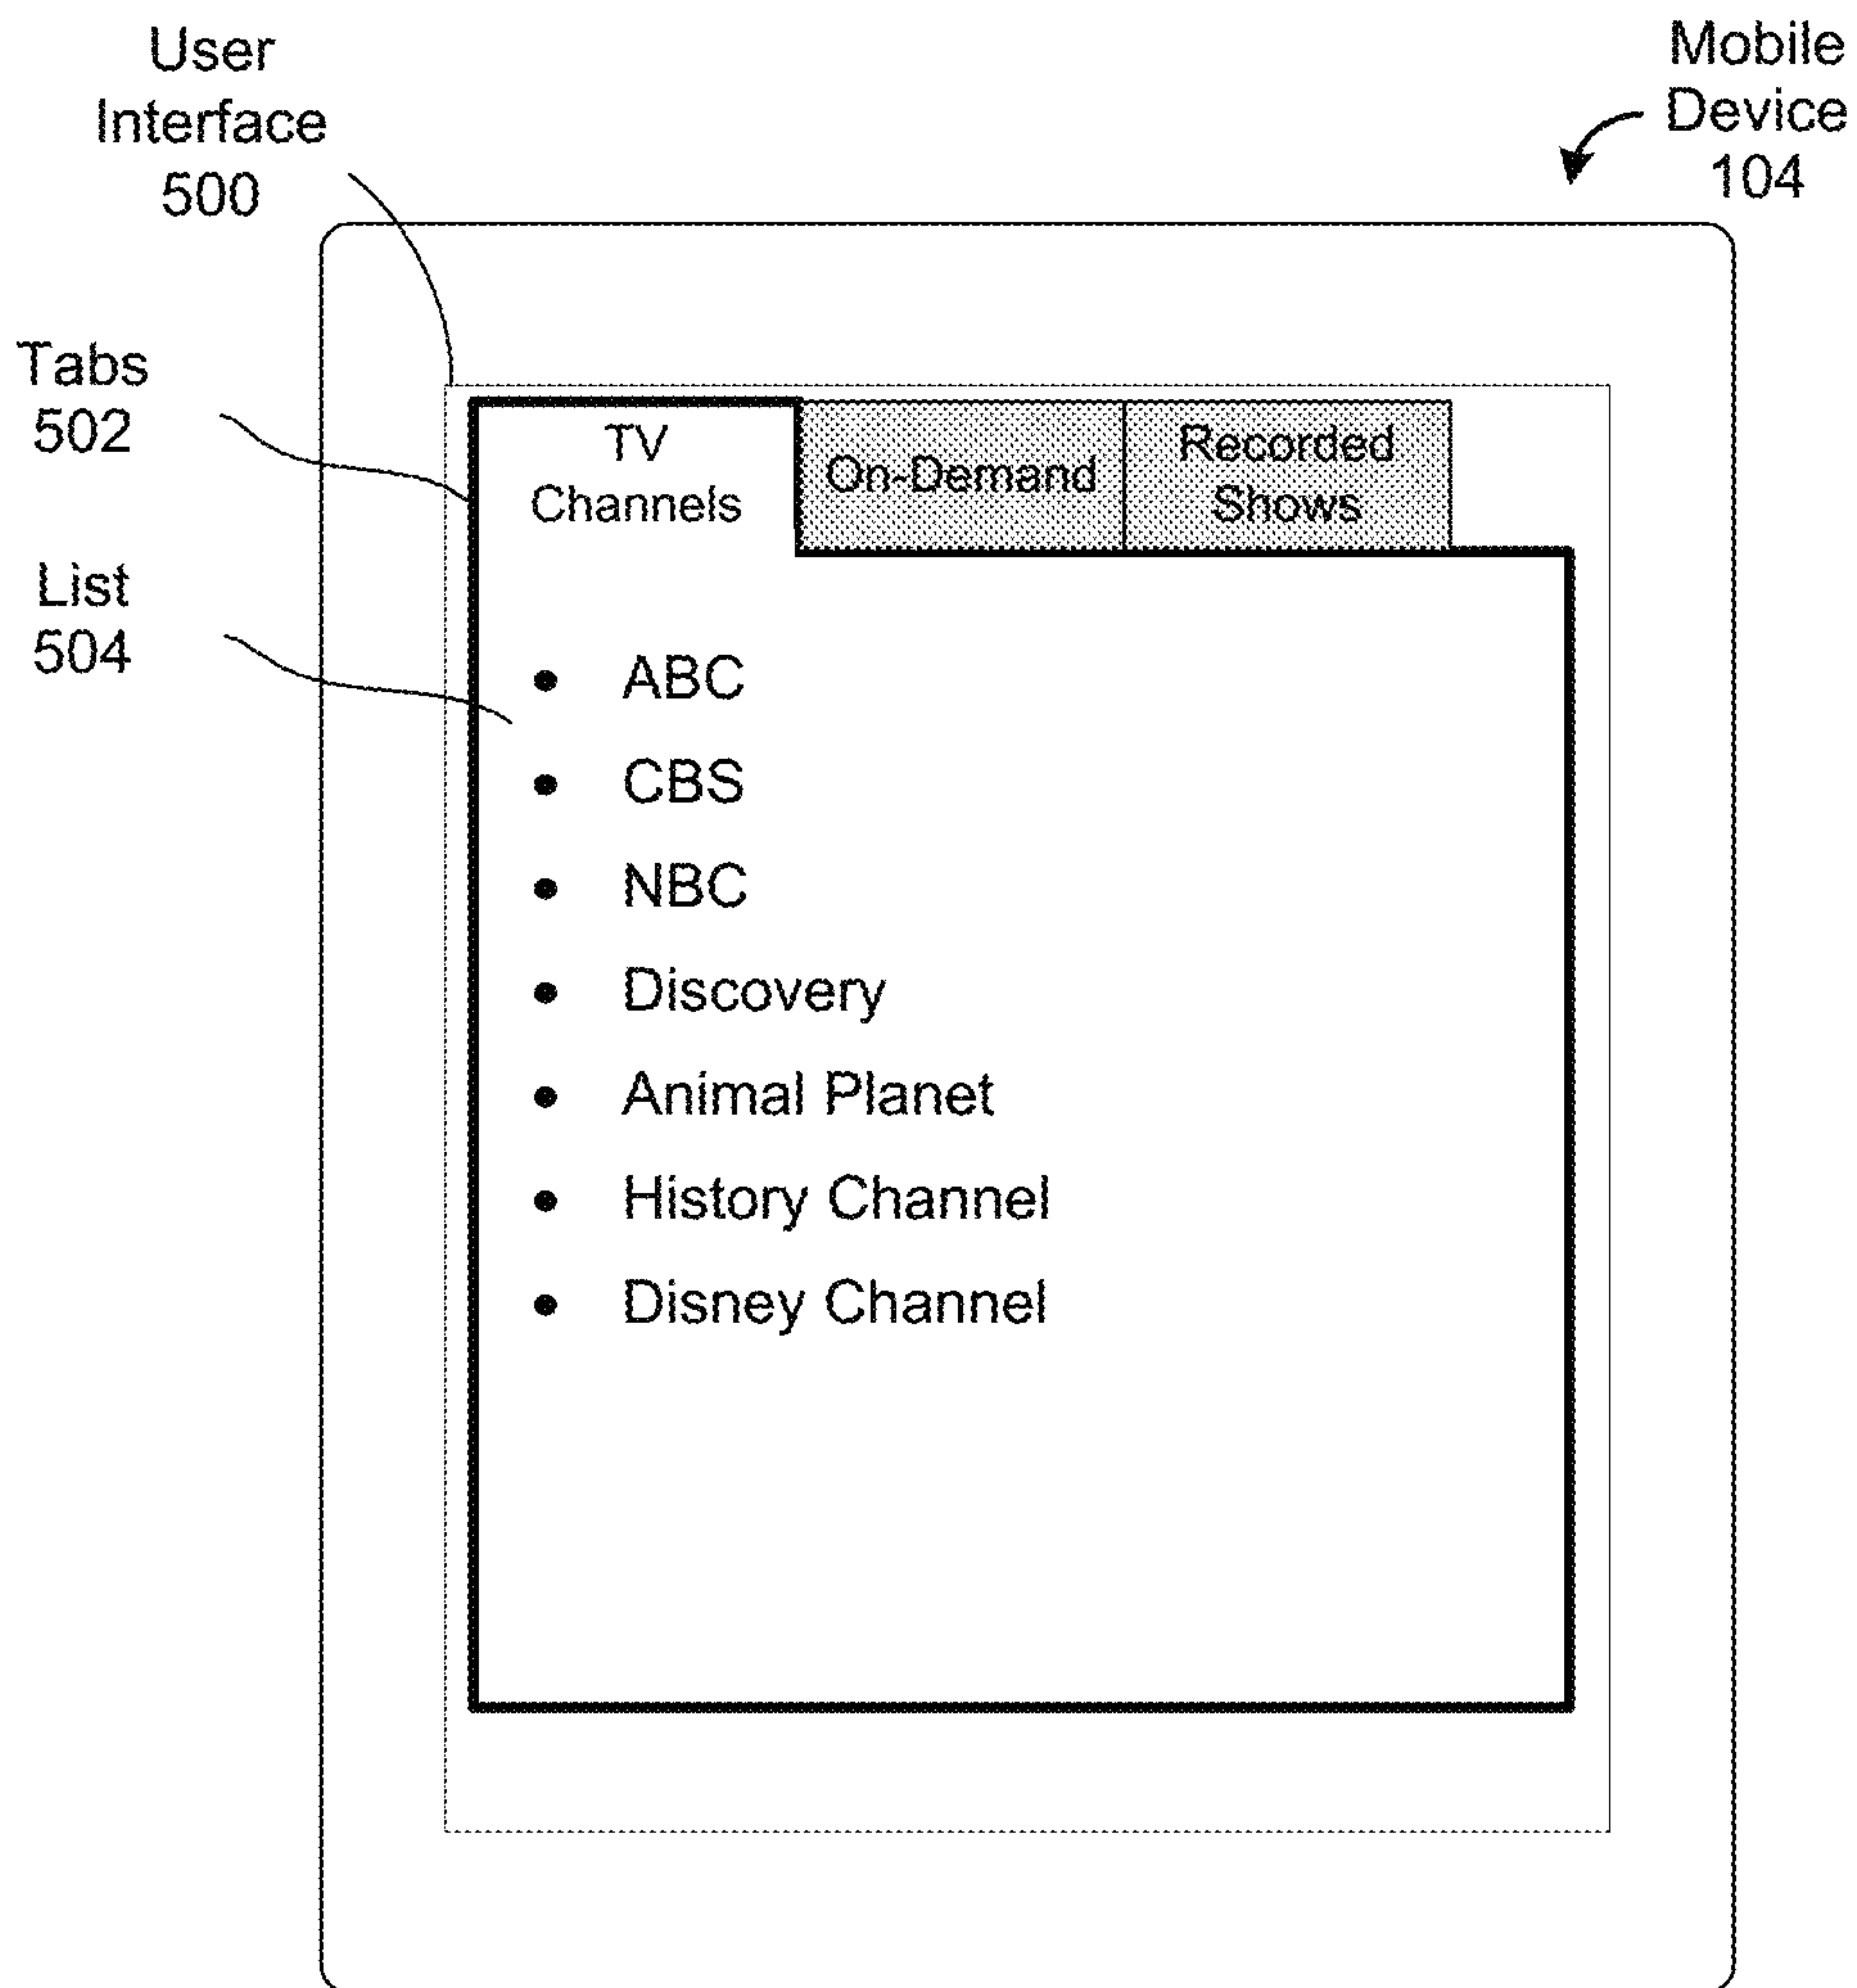 User
Interface
500
Mobile
Device
104
Tabs
502
List
504
TV
Channels
On-Demand
Recorded
Shows
• ABC
• CBS
• NBC
• Discovery
• Animal Planet
• History Channel
• Disney Channel